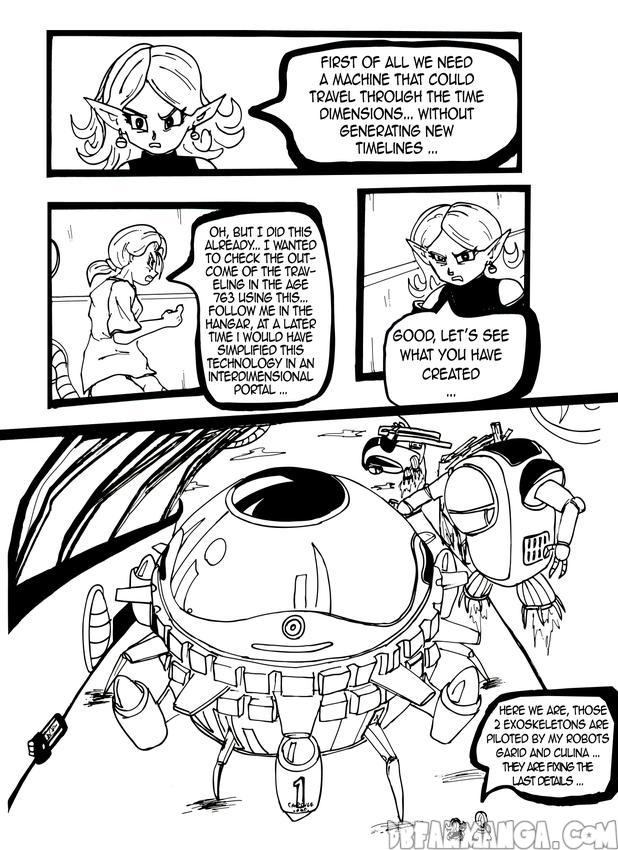 FIRST OF ALL WE NEED
A MACHINE THAT COULD
TRAVEL THROUGH THE TIME
DIMENSIONS... WITHOUT
GENERATING NEW
TIMELINES ...
OH, BUT I DID THIS
ALREADY... I WANTED
TO CHECK THE OUT-
COME OF THE TRAV-
ELING IN THE AGE
763 USING THIS...
FOLLOW ME IN THE
HANGAR, AT A LATER
TIME I WOULD HAVE
SIMPLIFIED THIS
TECHNOLOGY IN AN
INTERDIMENSIONAL
PORTAL ...
GOOD, LET'S SEE
WHAT YOU HAVE
CREATED
...
HERE WE ARE, THOSE
2 EXOSKELETONS ARE
PILOTED BY MY ROBOTS
GARID AND CULINA ...
THEY ARE FIXING THE
LAST DETAILS ...
1
DBFANMANGA.COM